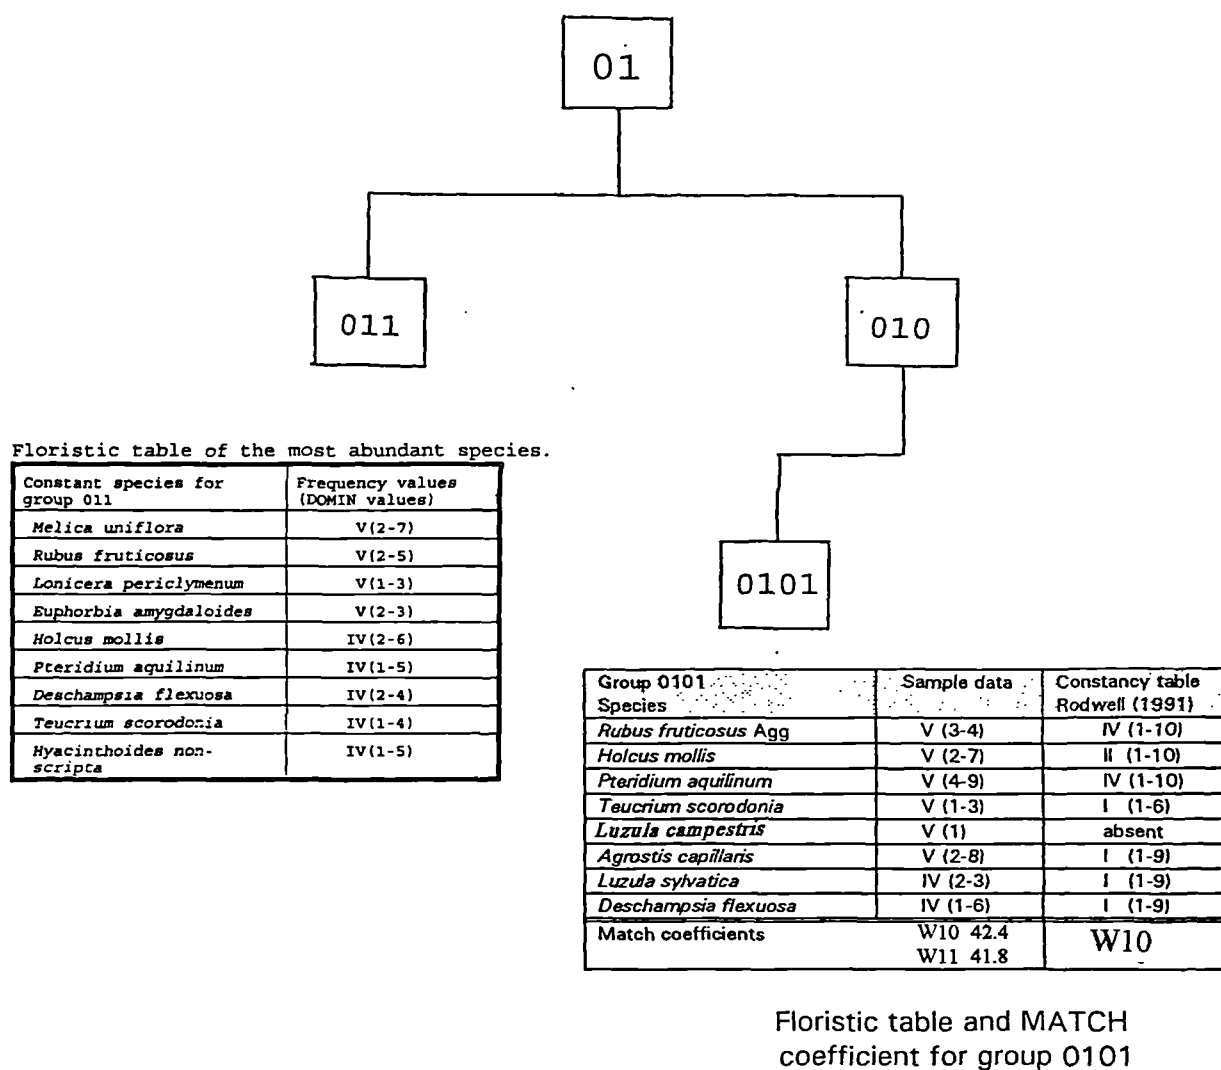 01
011
010
Floristic table of the most abundant species.
Constant species for group 011 Frequency values (DOMIN values)
Melica uniflora V(2-7)
Rubus fruticosus V(2-5)
Lonicera periclymenum V(1-3)
Euphorbia amygdaloides V(2-3)
Holcus mollis IV(2-6)
Pteridium aquilinum IV(1-5)
Deschampsia flexuosa IV(2-4)
Teucrium scorodonia IV(1-4)
Hyacinthoides non-scripta IV(1-5)
0101
Group 0101 Species Sample data Constancy table Rodwell (1991)
Rubus fruticosus Agg V (3-4) IV (1-10)
Holcus mollis V (2-7) II (1-10)
Pteridium aquilinum V (4-9) IV (1-10)
Teucrium scorodonia V (1-3) I (1-6)
Luzula campestris V (1) absent
Agrostis capillaris V (2-8) I (1-9)
Luzula sylvatica IV (2-3) I (1-9)
Deschampsia flexuosa IV (1-6) I (1-9)
Match coefficients W10 42.4 W10
W11 41.8
Floristic table and MATCH
coefficient for group 0101